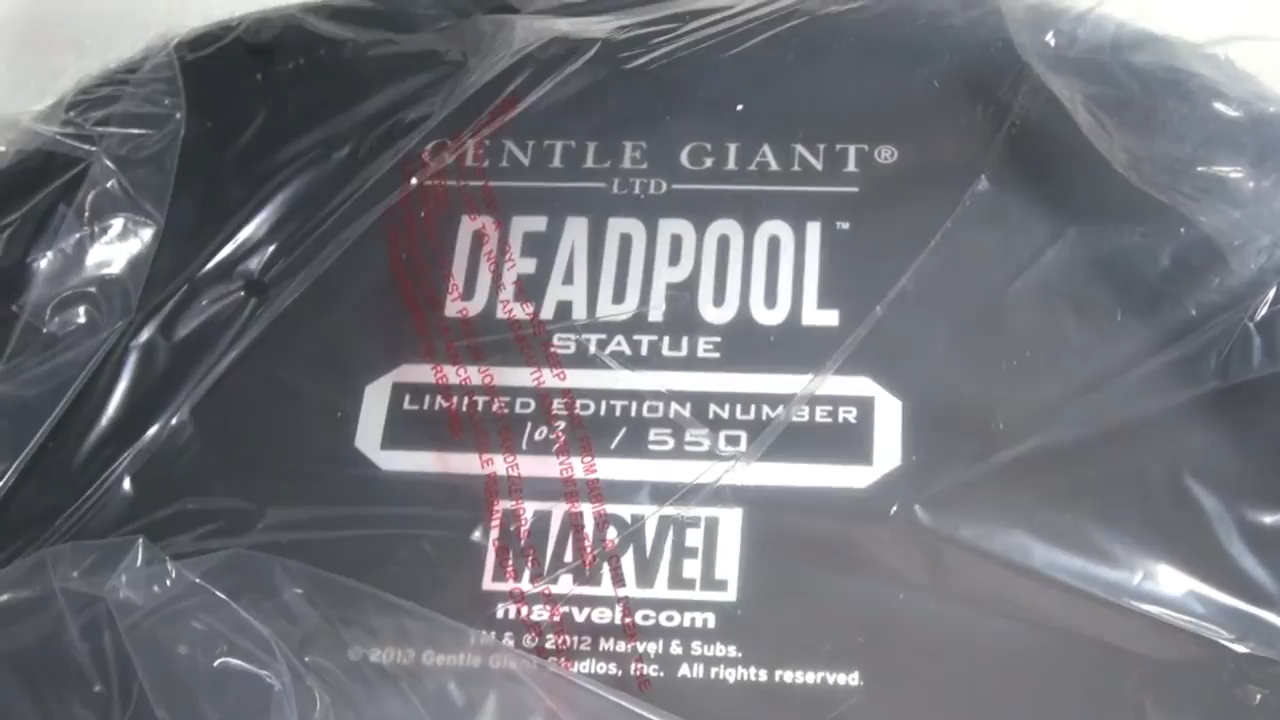 GENTLE GIANT®
LTD
DEADPOOL™
STATUE
LIMITED EDITION NUMBER
103 / 550
MARVEL
marvel.com
TM & © 2012 Marvel & Subs.
© 2012 Gentle Giant Studios, Inc. All rights reserved.